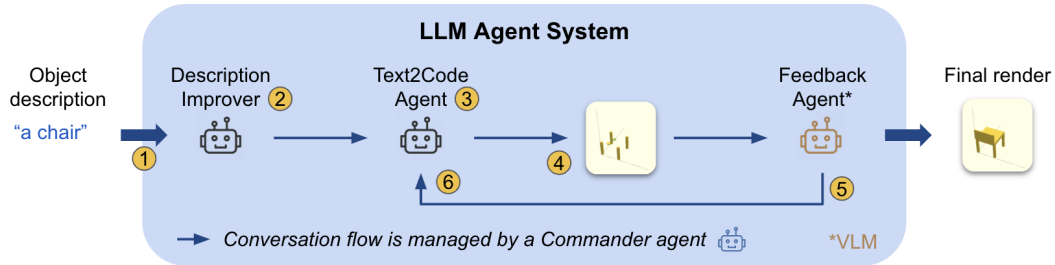 LLM Agent System
Object
description
“a chair”
1
Description
Improver 2
Text2Code
Agent 3
4
Feedback
Agent*
5
6
Final render
Conversation flow is managed by a Commander agent
*VLM